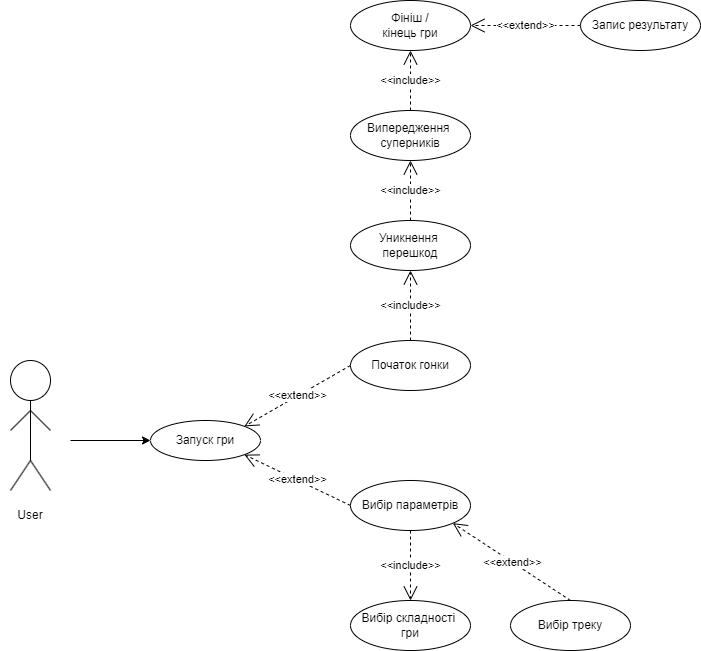 Фініш /
кінець гри
<<extend>>
Запис результату
<<include>>
Випередження
суперників
<<include>>
Уникнення
перешкод
<<include>>
Початок гонки
<<extend>>
Запуск гри
<<extend>>
Вибір параметрів
User
<<include>>
<<extend>>
Вибір складності
гри
Вибір треку